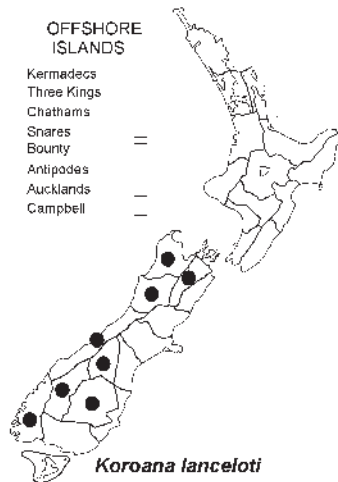 OFFSHORE
ISLANDS
Kermadecs
Three Kings
Chathams
Snares
Bounty
Antipodes
Aucklands
Campbell
Koroana lanceloti